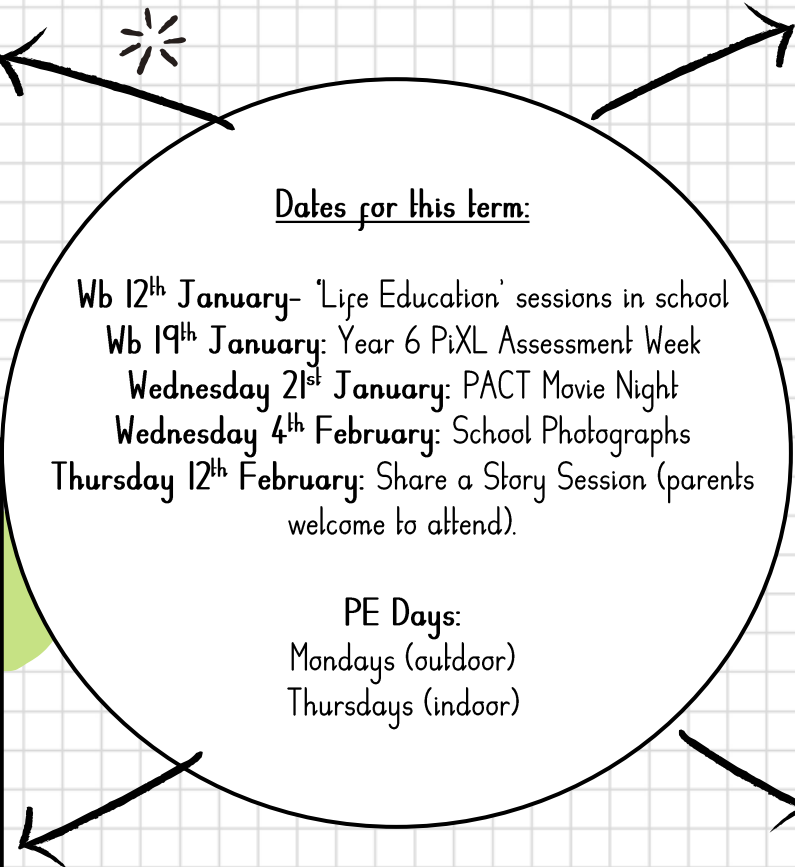 Dates for this term:
Wb 12th January- 'Life Education' sessions in school
Wb 19th January: Year 6 PiXL Assessment Week
Wednesday 21st January: PACT Movie Night
Wednesday 4th February: School Photographs
Thursday 12th February: Share a Story Session (parents
welcome to attend).
PE Days:
Mondays (outdoor)
Thursdays (indoor)